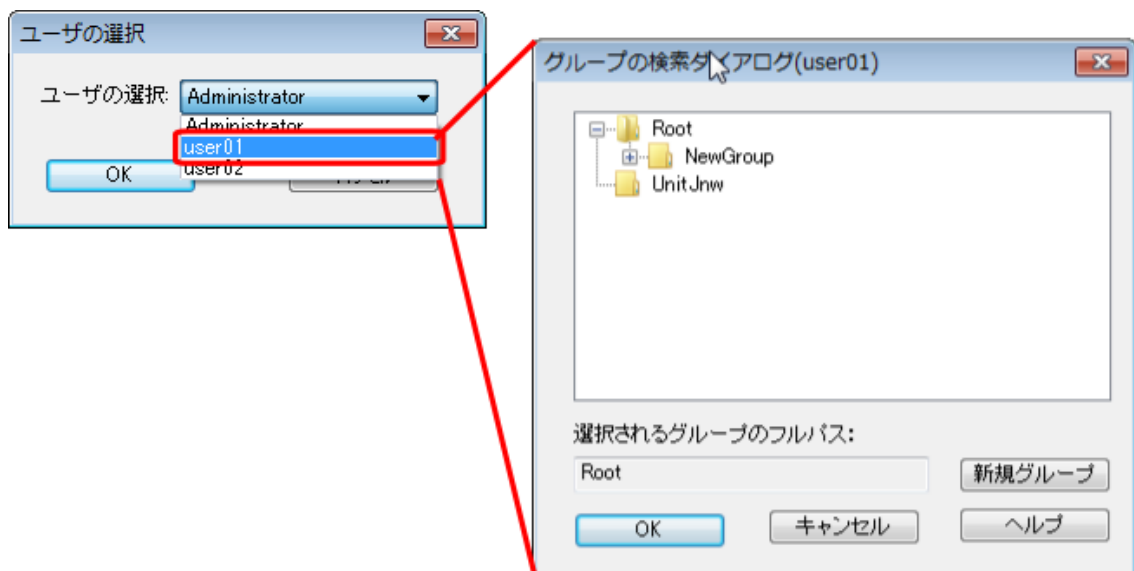 ユーザの選択
ユーザの選択: Administrator
Administrator
user01
user02
OK
グループの検索ダイアログ(user01)
Root
NewGroup
UnitJnw
選択されるグループのフルパス:
Root
新規グループ
OK
キャンセル
ヘルプ